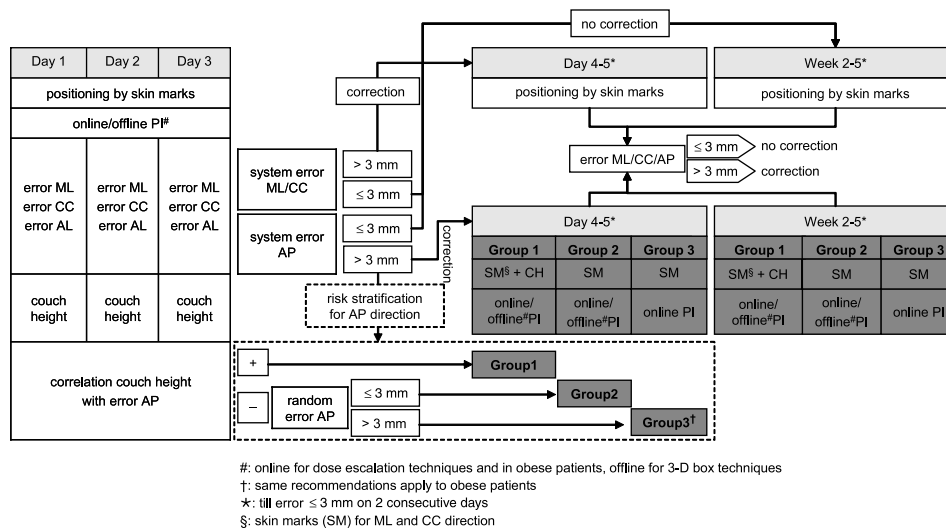 no correction
Day 1 Day 2 Day 3
positioning by skin marks
online/offline PI#
error ML error ML error ML
error CC error CC error CC
error AL error AL error AL
couch couch couch
height height height
correlation couch height
with error AP
correction
system error
ML/CC
> 3 mm
≤ 3 mm
system error
AP
≤ 3 mm
> 3 mm
correction
risk stratification
for AP direction
Day 4-5*
positioning by skin marks
Week 2-5*
positioning by skin marks
error ML/CC/AP
≤ 3 mm no correction
> 3 mm correction
Day 4-5*
Group 1 Group 2 Group 3
SM§ + CH SM SM
online/ online/ online PI
offline#PI offline#PI
Week 2-5*
Group 1 Group 2 Group 3
SM§ + CH SM SM
online/ online/ online PI
offline#PI offline#PI
+ Group1
− random
error AP
≤ 3 mm Group2
> 3 mm Group3†
#: online for dose escalation techniques and in obese patients, offline for 3-D box techniques
†: same recommendations apply to obese patients
*: till error ≤ 3 mm on 2 consecutive days
§: skin marks (SM) for ML and CC direction